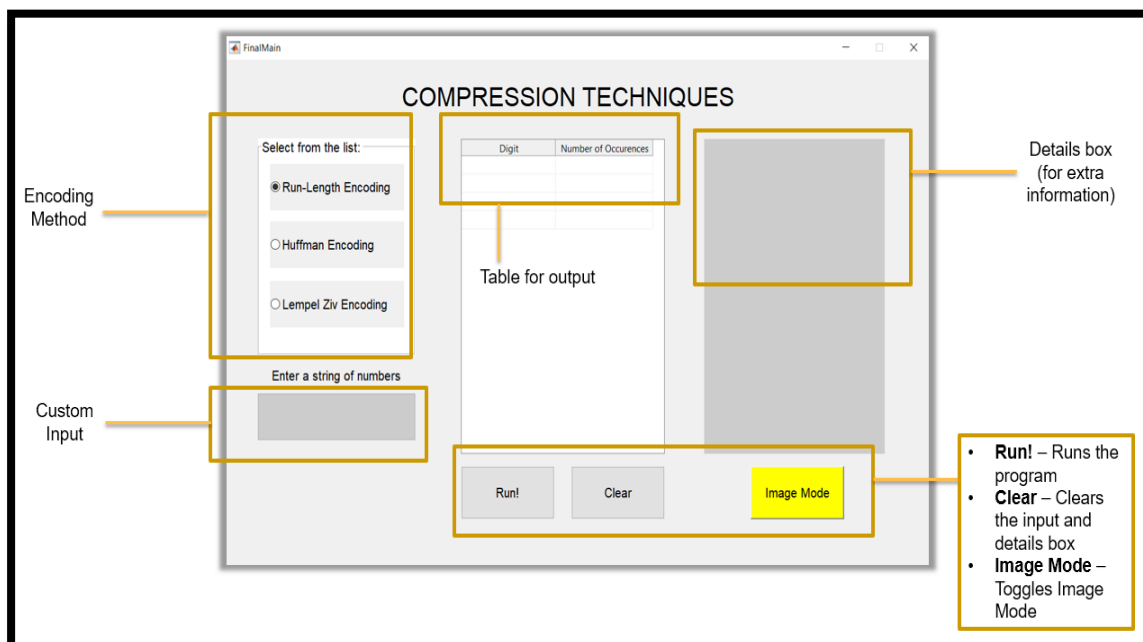 FinalMain
COMPRESSION TECHNIQUES
Encoding
Method
Select from the list:
Run-Length Encoding
Huffman Encoding
Lempel Ziv Encoding
Digit
Number of Occurences
Table for output
Details box
(for extra
information)
Custom
Input
Enter a string of numbers
Run!
Clear
Image Mode
• Run! – Runs the
program
• Clear – Clears
the input and
details box
• Image Mode –
Toggles Image
Mode